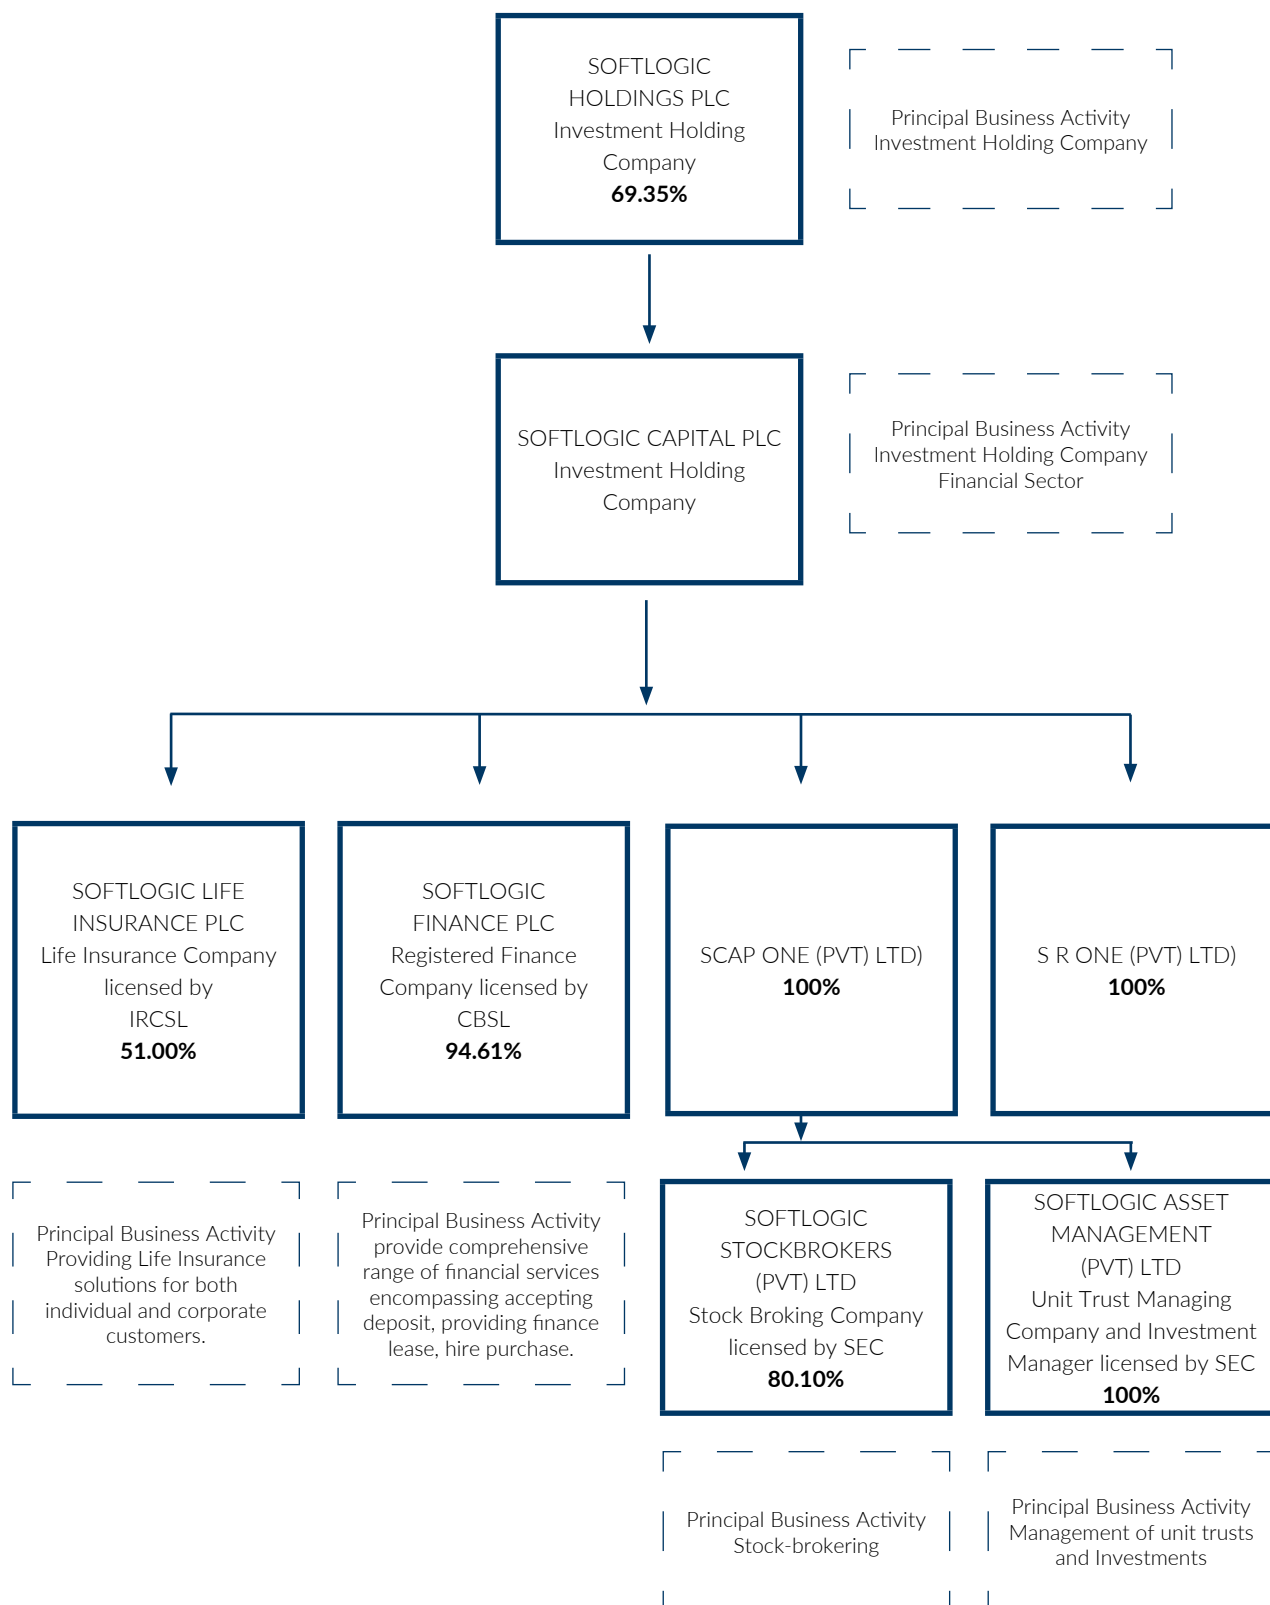 SOFTLOGIC
HOLDINGS PLC
Investment Holding
Company
69.35%
Principal Business Activity
Investment Holding Company
SOFTLOGIC CAPITAL PLC
Investment Holding
Company
Principal Business Activity
Investment Holding Company
Financial Sector
SOFTLOGIC LIFE
INSURANCE PLC
Life Insurance Company
licensed by
IRCSL
51.00%
SOFTLOGIC
FINANCE PLC
Registered Finance
Company licensed by
CBSL
94.61%
SCAP ONE (PVT) LTD)
100%
S R ONE (PVT) LTD)
100%
Principal Business Activity
Providing Life Insurance
solutions for both
individual and corporate
customers.
Principal Business Activity
provide comprehensive
range of financial services
encompassing accepting
deposit, providing finance
lease, hire purchase.
SOFTLOGIC
STOCKBROKERS
(PVT) LTD
Stock Broking Company
licensed by SEC
80.10%
SOFTLOGIC ASSET
MANAGEMENT
(PVT) LTD
Unit Trust Managing
Company and Investment
Manager licensed by SEC
100%
Principal Business Activity
Stock-brokering
Principal Business Activity
Management of unit trusts
and Investments